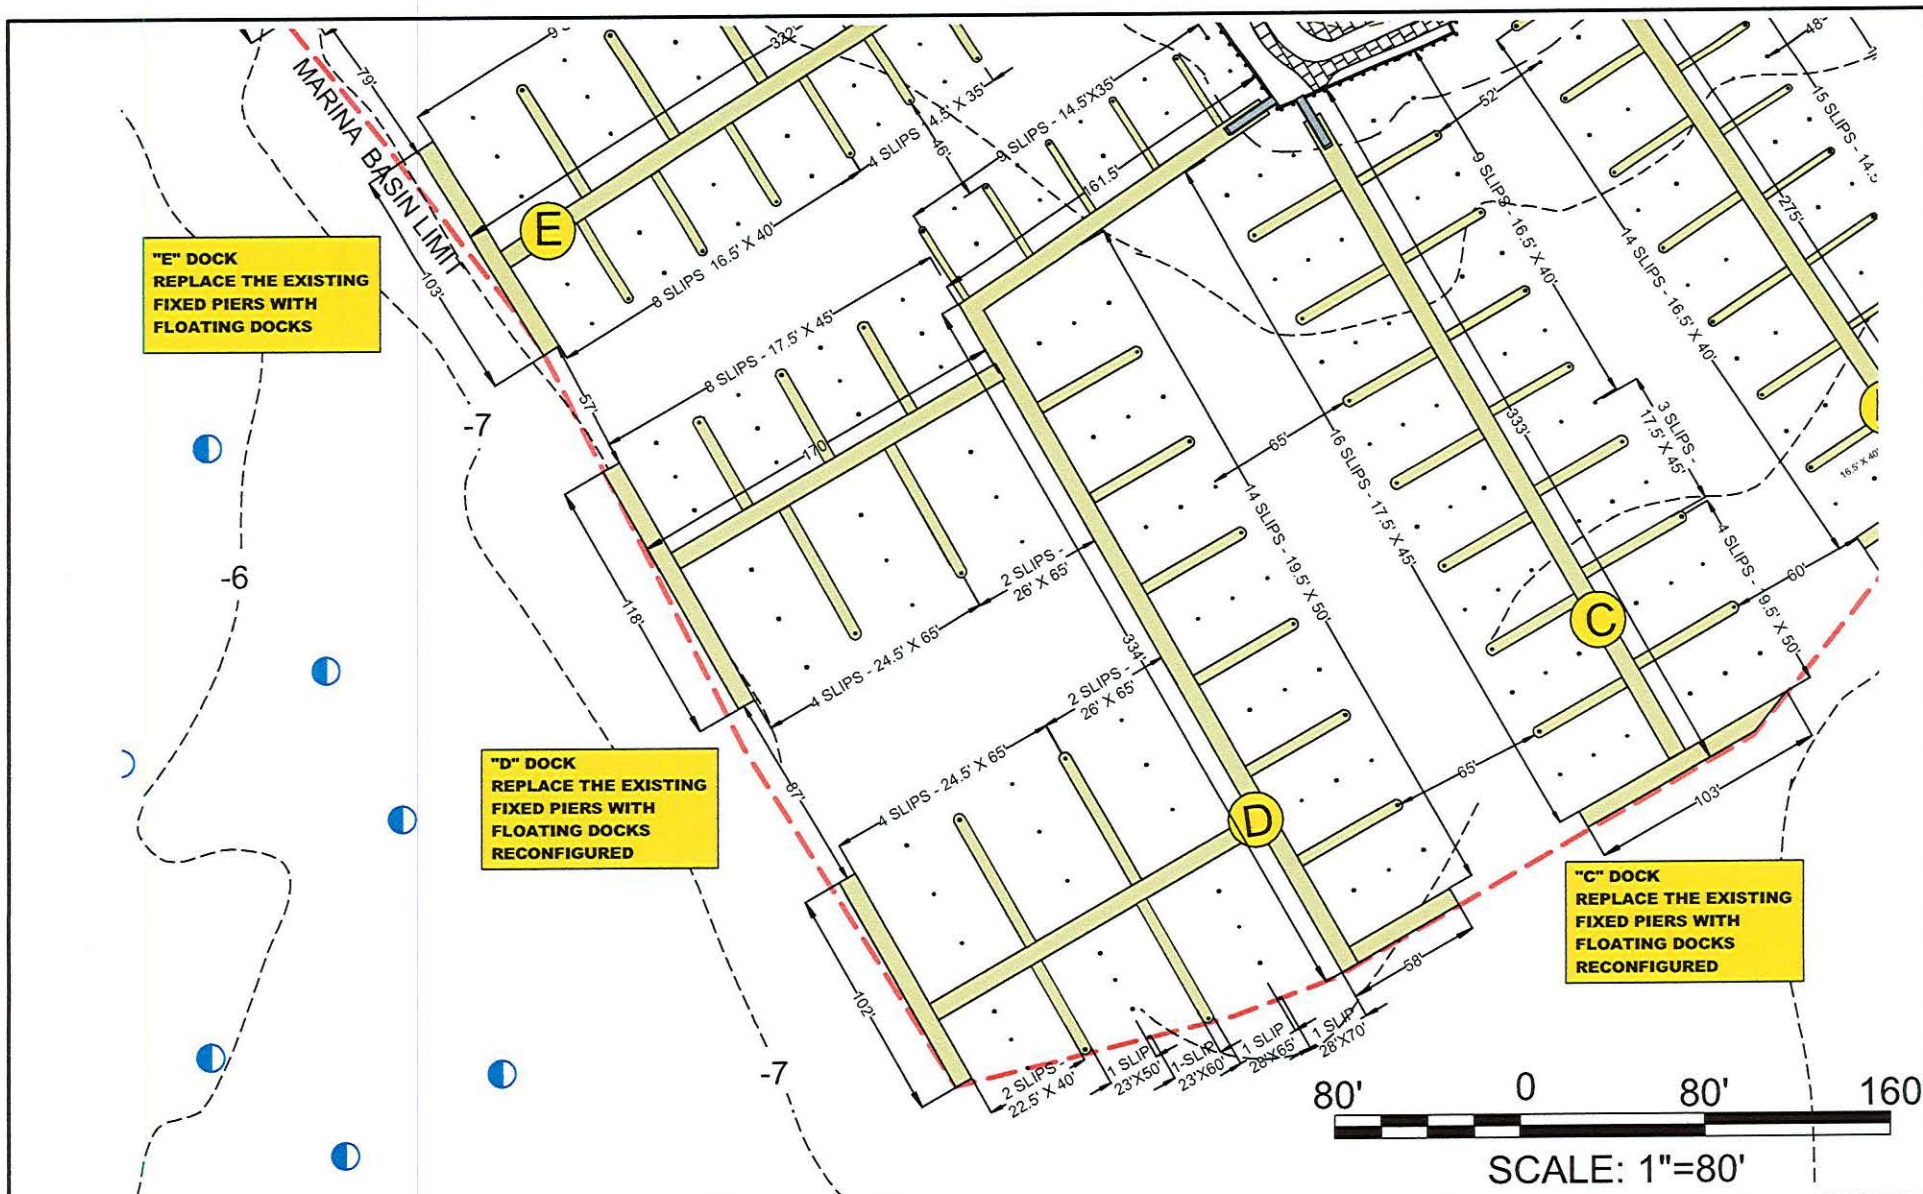 79'
MARINA BASIN LIMIT
322'
E
"E" DOCK
REPLACE THE EXISTING
FIXED PIERS WITH
FLOATING DOCKS
103'
4 SLIPS 14.5' X 35'
46'
8 SLIPS 16.5' X 40'
9 SLIPS - 14.5'X35'
161.5'
52'
48'
15 SLIPS - 14.5
275'
9 SLIPS - 16.5' X 40'
14 SLIPS - 16.5' X 40'
16.5' X 40'
8 SLIPS - 17.5' X 45'
57'
170'
65'
333'
3 SLIPS -
17.5' X 45'
16 SLIPS - 17.5' X 45'
14 SLIPS - 19.5' X 50'
-7
-6
118'
2 SLIPS -
26' X 65'
4 SLIPS - 24.5' X 65'
334'
2 SLIPS -
26' X 65'
C
60'
103'
65'
"D" DOCK
REPLACE THE EXISTING
FIXED PIERS WITH
FLOATING DOCKS
RECONFIGURED
87'
4 SLIPS - 24.5' X 65'
D
"C" DOCK
REPLACE THE EXISTING
FIXED PIERS WITH
FLOATING DOCKS
RECONFIGURED
102'
58'
-7
2 SLIPS -
22.5' X 40'
1 SLIP
23'X50'
1-SLIP
23'X60'
1 SLIP
28'X65'
1 SLIP
28'X70'
80' 0 80' 160
SCALE: 1"=80'